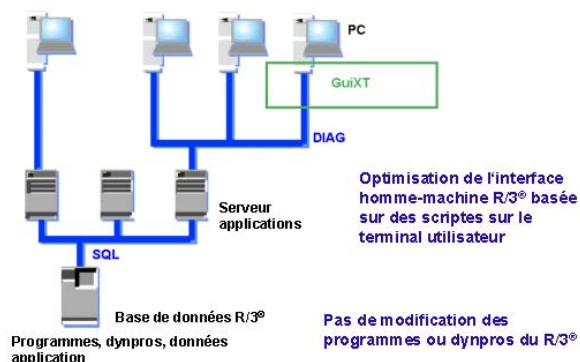 PC
GuiXT
DIAG
Serveur
applications
Optimisation de l'interface
homme-machine R/3® basée
sur des scriptes sur le
terminal utilisateur
SQL
Base de données R/3®
Programmes, dynpros, données
application
Pas de modification des
programmes ou dynpros du R/3®